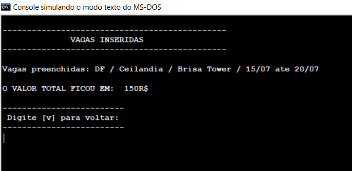 Console simulando o modo texto do MS-DOS
--------------------------------------------
VAGAS INSERIDAS
--------------------------------------------
Vagas preenchidas: DF / Ceilandia / Brisa Tower / 15/07 ate 20/07
O VALOR TOTAL FICOU EM:  150R$
------------------------
Digite [v] para voltar:
------------------------